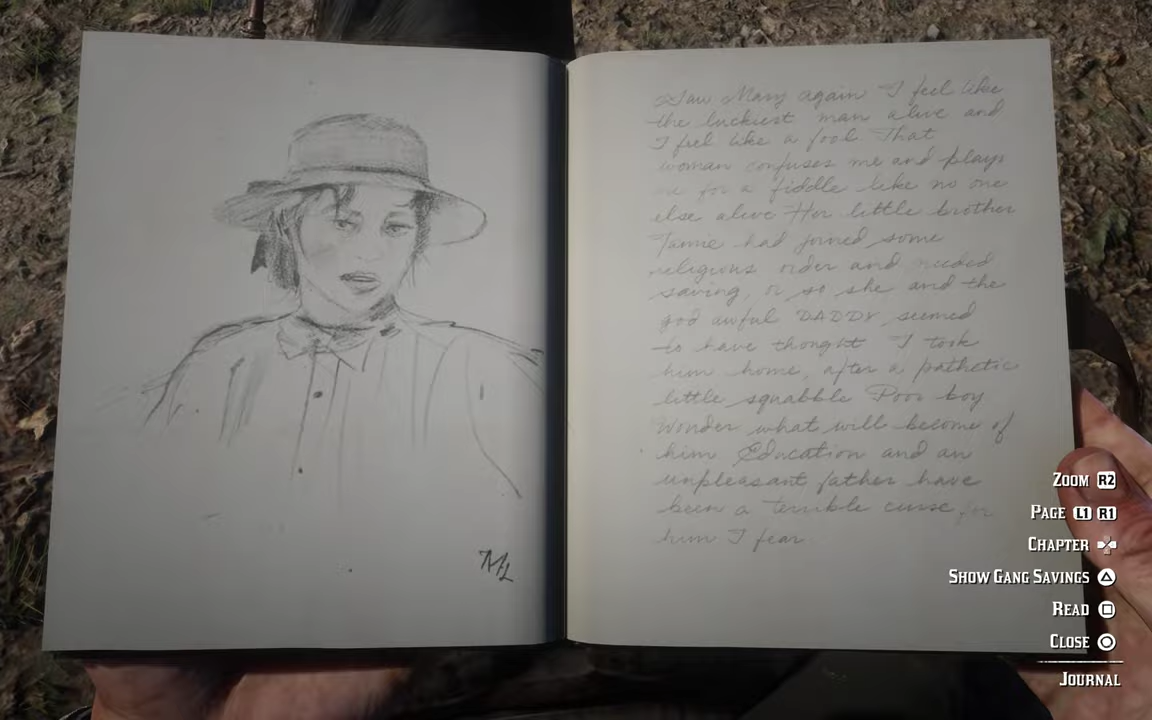 ML
Saw Mary again I feel like
the luckiest man alive and
I feel like a fool. That
woman confuses me and plays
me for a fiddle like no one
else alive Her little brother
Jamie had joined some
religious order and needed
saving, or so she and the
god awful DADDY, seemed
to have thought I took
him home, after a pathetic
little squabble Poor boy
Wonder what will become of
him Education and an
unpleasant father have
been a terrible curse for
him I fear.
ZOOM R2
PAGE L1 R1
CHAPTER
SHOW GANG SAVINGS
READ
CLOSE
JOURNAL